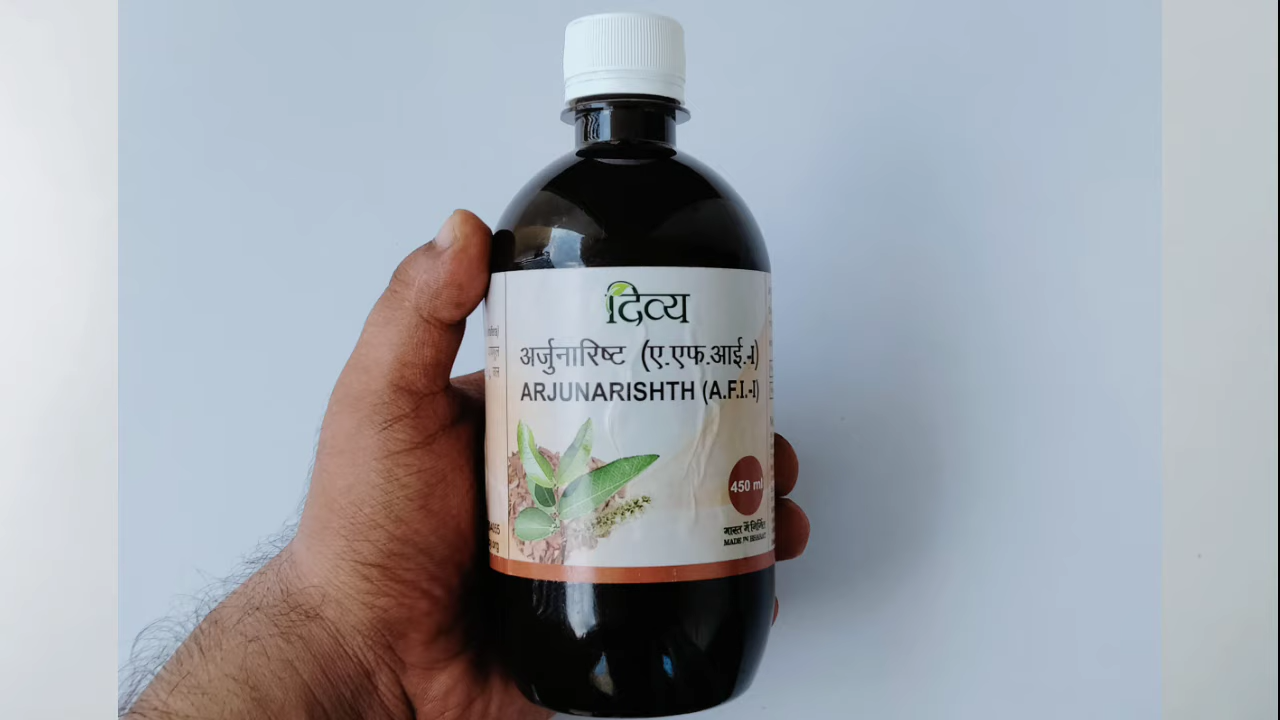 दिव्य
अर्जुनारिष्ट (ए.एफ.आई.-I)
ARJUNARISHTH (A.F.I.-I)
450 ml
भारत में निर्मित
MADE IN BHARAT